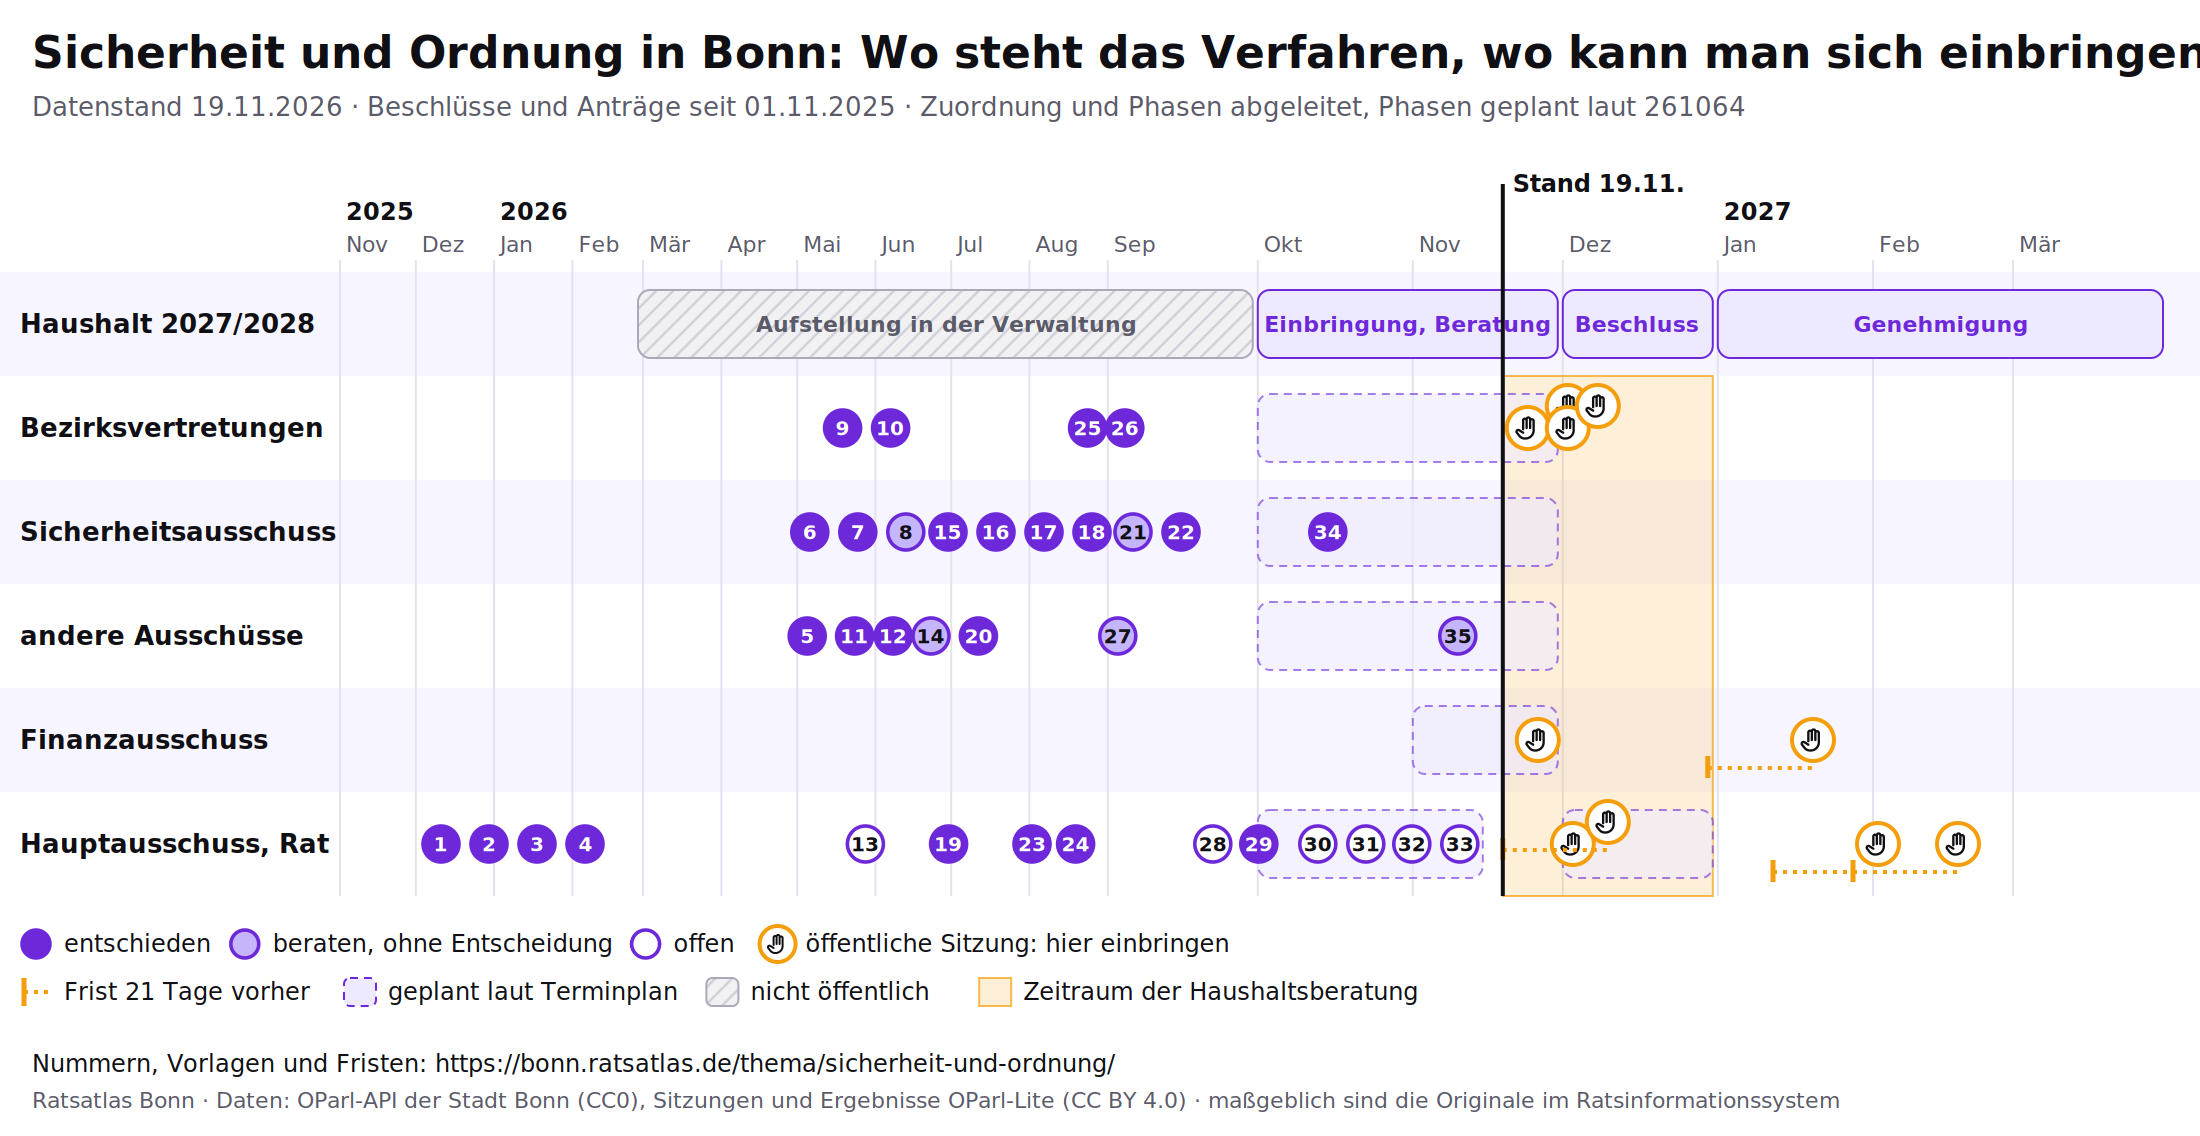 Sicherheit und Ordnung in Bonn: Wo steht das Verfahren, wo kann man sich einbringen
Datenstand 19.11.2026 · Beschlüsse und Anträge seit 01.11.2025 · Zuordnung und Phasen abgeleitet, Phasen geplant laut 261064
Stand 19.11.
2025 2026 2027
Nov Dez Jan Feb Mär Apr Mai Jun Jul Aug Sep Okt Nov Dez Jan Feb Mär
Haushalt 2027/2028 Aufstellung in der Verwaltung Einbringung, Beratung Beschluss Genehmigung
Bezirksvertretungen 9 10 25 26
Sicherheitsausschuss 6 7 8 15 16 17 18 21 22 34
andere Ausschüsse 5 11 12 14 20 27 35
Finanzausschuss
Hauptausschuss, Rat 1 2 3 4 13 19 23 24 28 29 30 31 32 33
entschieden beraten, ohne Entscheidung offen öffentliche Sitzung: hier einbringen
Frist 21 Tage vorher geplant laut Terminplan nicht öffentlich Zeitraum der Haushaltsberatung
Nummern, Vorlagen und Fristen: https://bonn.ratsatlas.de/thema/sicherheit-und-ordnung/
Ratsatlas Bonn · Daten: OParl-API der Stadt Bonn (CC0), Sitzungen und Ergebnisse OParl-Lite (CC BY 4.0) · maßgeblich sind die Originale im Ratsinformationssystem